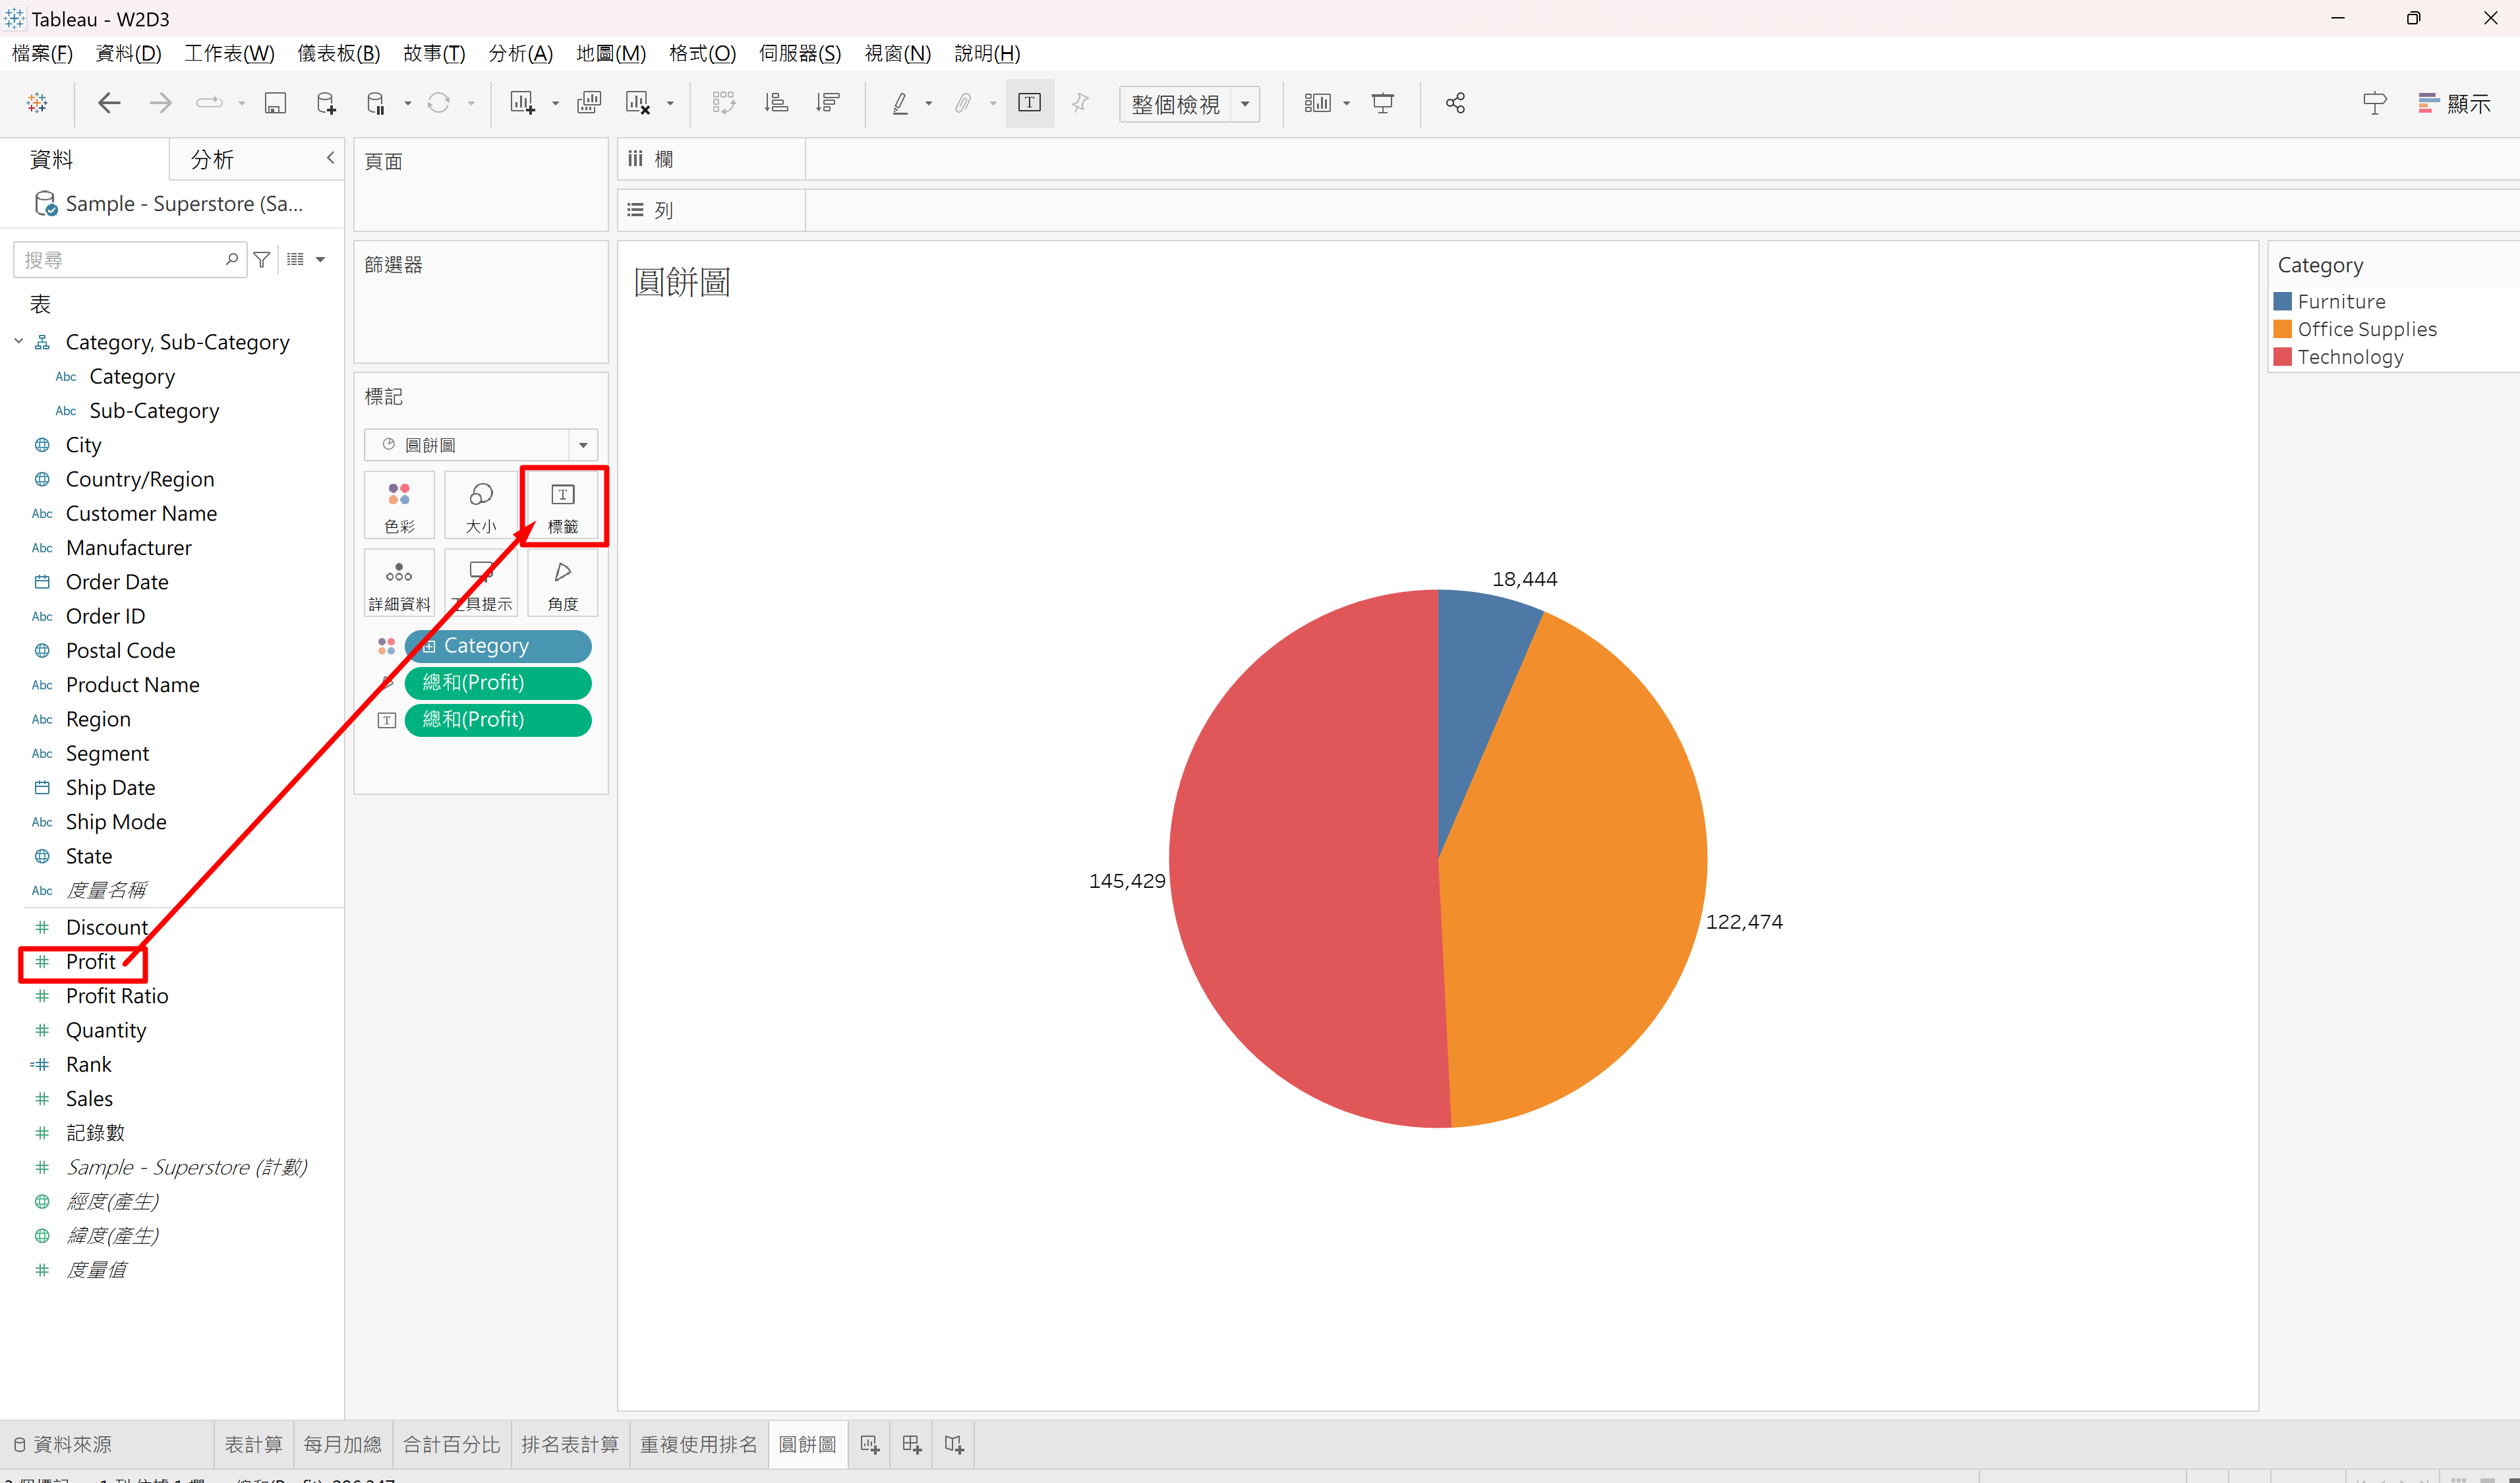 Tableau - W2D3
檔案(F) 資料(D) 工作表(W) 儀表板(B) 故事(T) 分析(A) 地圖(M) 格式(O) 伺服器(S) 視窗(N) 說明(H)
整個檢視
顯示
資料 分析
Sample - Superstore (Sa...
搜尋
表
Category, Sub-Category
Abc Category
Abc Sub-Category
City
Country/Region
Abc Customer Name
Abc Manufacturer
Order Date
Abc Order ID
Postal Code
Abc Product Name
Abc Region
Abc Segment
Ship Date
Abc Ship Mode
State
Abc 度量名稱
# Discount
# Profit
# Profit Ratio
# Quantity
=# Rank
# Sales
# 記錄數
# Sample - Superstore (計數)
經度(產生)
緯度(產生)
# 度量值
頁面
篩選器
標記
圓餅圖
色彩 大小 標籤
詳細資料 工具提示 角度
Category
總和(Profit)
總和(Profit)
欄
列
圓餅圖
18,444
145,429
122,474
Category
Furniture
Office Supplies
Technology
資料來源 表計算 每月加總 合計百分比 排名表計算 重複使用排名 圓餅圖